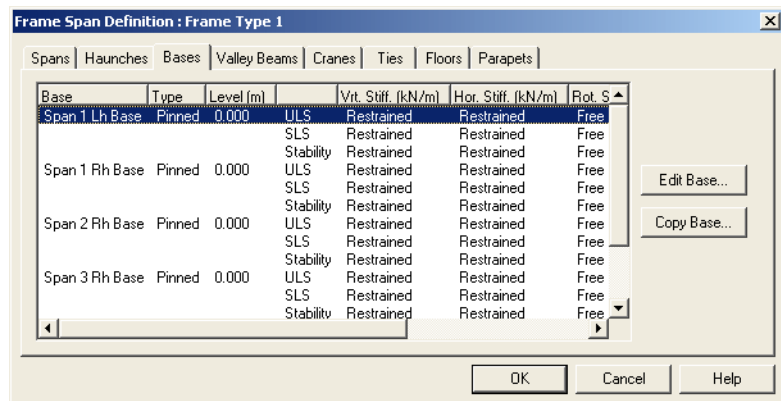 Frame Span Definition : Frame Type 1
Spans Haunches Bases Valley Beams Cranes Ties Floors Parapets
Base Type Level (m) Vrt. Stiff. (kN/m) Hor. Stiff. (kN/m) Rot. S
Span 1 Lh Base Pinned 0.000 ULS Restrained Restrained Free
SLS Restrained Restrained Free
Stability Restrained Restrained Free
Span 1 Rh Base Pinned 0.000 ULS Restrained Restrained Free
SLS Restrained Restrained Free
Stability Restrained Restrained Free
Span 2 Rh Base Pinned 0.000 ULS Restrained Restrained Free
SLS Restrained Restrained Free
Stability Restrained Restrained Free
Span 3 Rh Base Pinned 0.000 ULS Restrained Restrained Free
SLS Restrained Restrained Free
Stability Restrained Restrained Free
Edit Base...
Copy Base...
OK Cancel Help